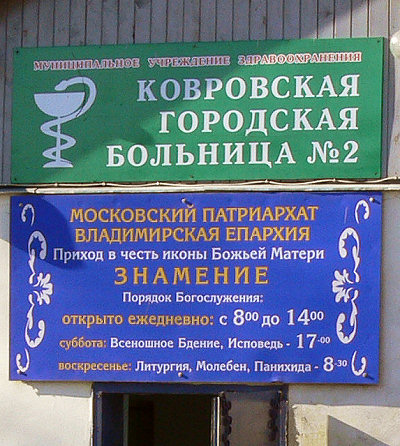 МУНИЦИПАЛЬНОЕ УЧРЕЖДЕНИЕ ЗДРАВООХРАНЕНИЯ
КОВРОВСКАЯ
ГОРОДСКАЯ
БОЛЬНИЦА №2
МОСКОВСКИЙ ПАТРИАРХАТ
ВЛАДИМИРСКАЯ ЕПАРХИЯ
Приход в честь иконы Божьей Матери
ЗНАМЕНИЕ
Порядок Богослужения:
открыто ежедневно: с 8⁰⁰ до 14⁰⁰
суббота: Всеношное Бдение, Исповедь - 17-⁰⁰
воскресенье: Литургия, Молебен, Панихида - 8-³⁰